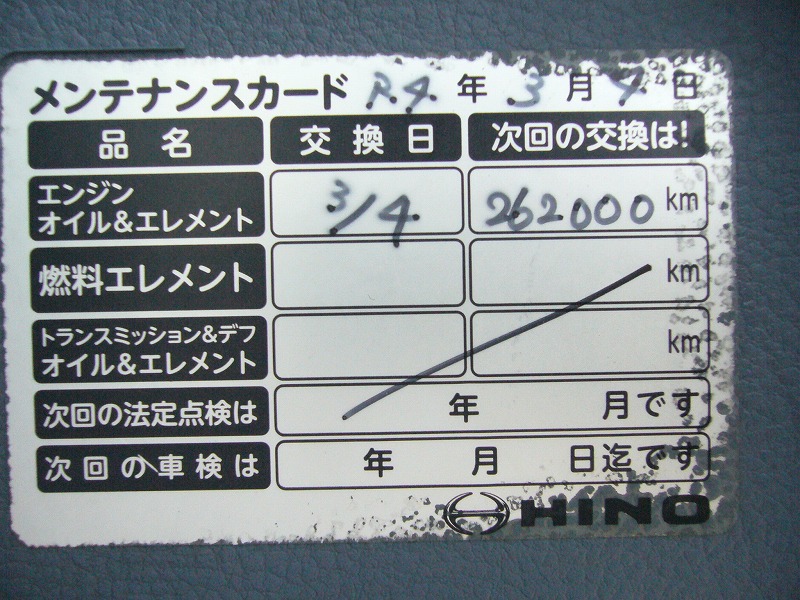 メンテナンスカード R.4. 年 3 月 4 日
品名 交換日 次回の交換は!
エンジン
オイル&エレメント 3/4 262000 km
燃料エレメント km
トランスミッション&デフ
オイル&エレメント km
次回の法定点検は 年 月です
次回の車検は 年 月 日迄です
HINO